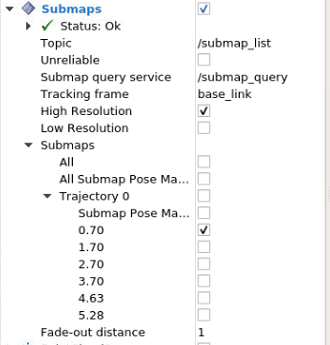 Submaps
Status: Ok
Topic /submap_list
Unreliable
Submap query service /submap_query
Tracking frame base_link
High Resolution
Low Resolution
Submaps
All
All Submap Pose Ma...
Trajectory 0
Submap Pose Ma...
0.70
1.70
2.70
3.70
4.63
5.28
Fade-out distance 1